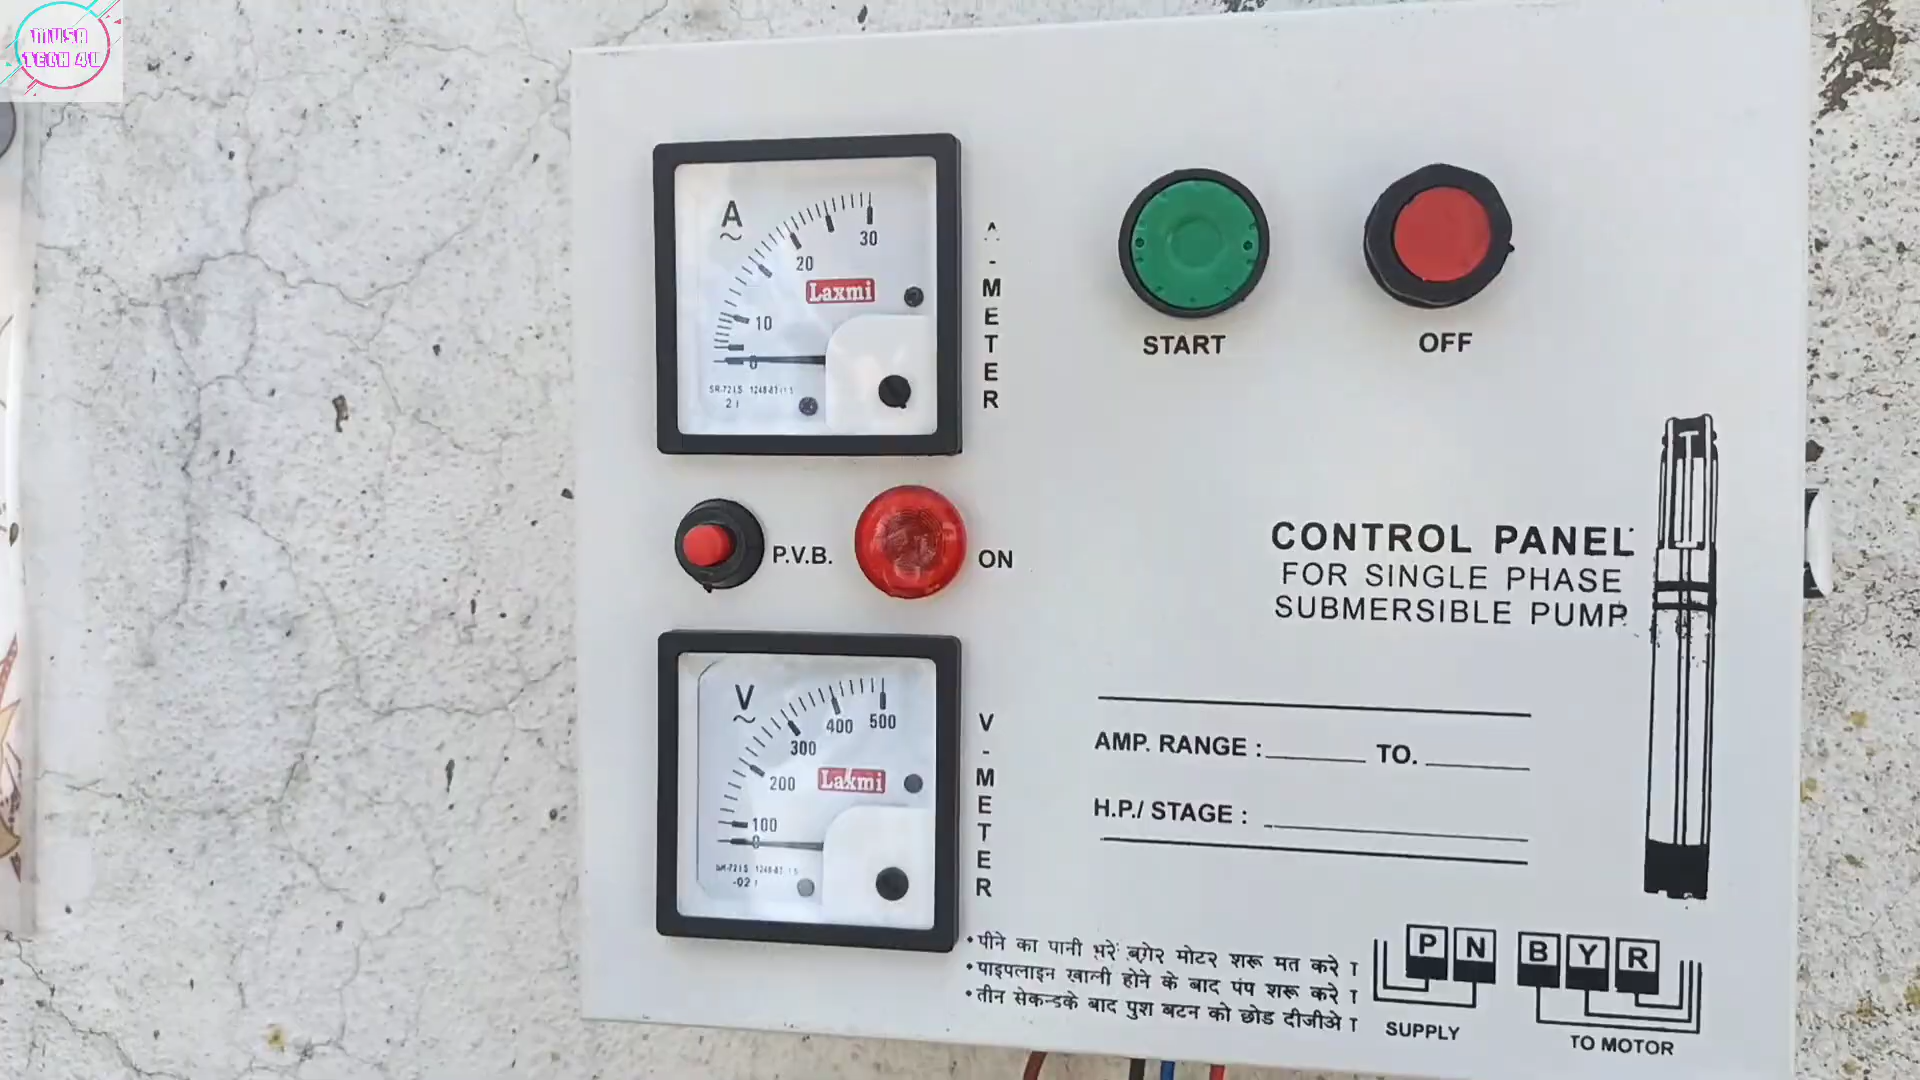 MUSA
TECH 4U
A
30
20
Laxmi
10
0
A-METER
START
OFF
P.V.B.
ON
CONTROL PANEL
FOR SINGLE PHASE
SUBMERSIBLE PUMP
V
500
400
300
200
Laxmi
100
0
V-METER
AMP. RANGE : TO.
H.P./ STAGE :
• पीने का पानी भरें बगेर मोटर शरू मत करे ।
• पाइपलाइन खाली होने के बाद पंप शरू करे ।
• तीन सेकन्डके बाद पुश बटन को छोड दीजीअे ।
P N B Y R
SUPPLY
TO MOTOR